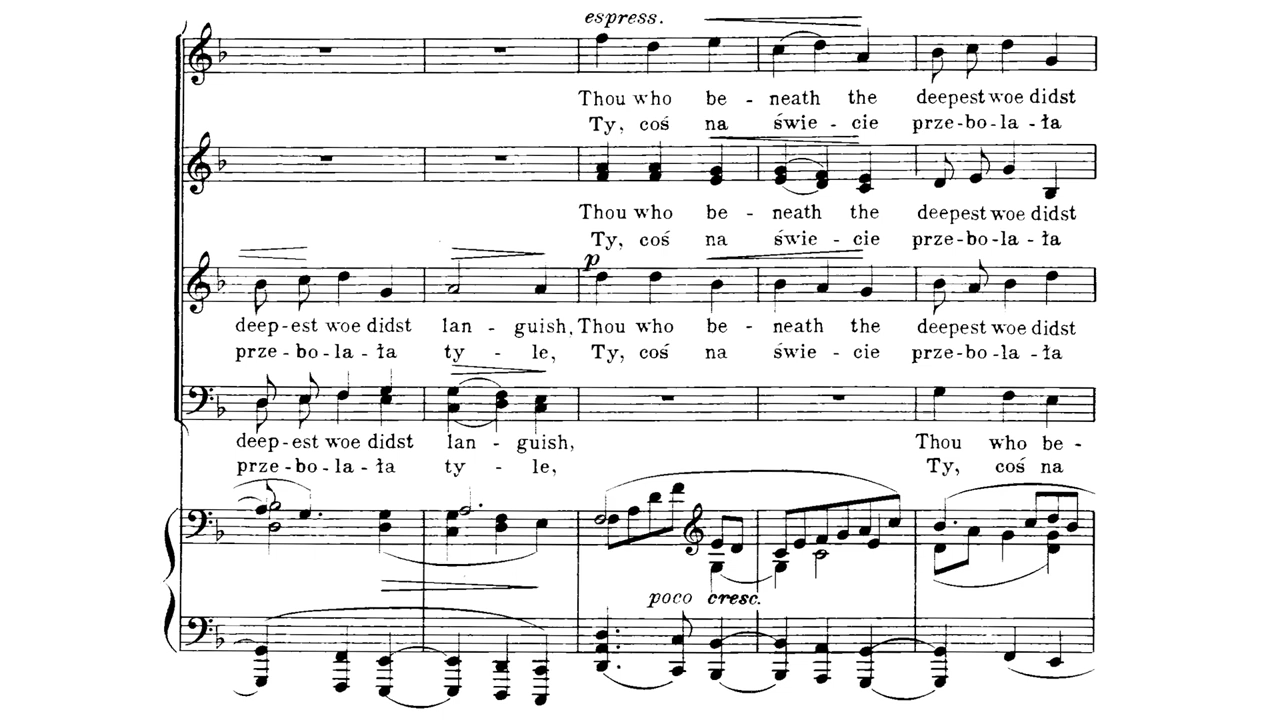 espress.
Thou who be - neath the deepest woe didst
Ty, coś na świe - cie prze-bo-la-ła
Thou who be - neath the deepest woe didst
Ty, coś na świe - cie prze-bo-la-ła
p
deep-est woe didst lan - guish, Thou who be - neath the deepest woe didst
prze-bo-la-ła ty - le, Ty, coś na świe - cie prze-bo-la-ła
deep-est woe didst lan - guish, Thou who be -
prze-bo-la-ła ty - le, Ty, coś na
poco cresc.